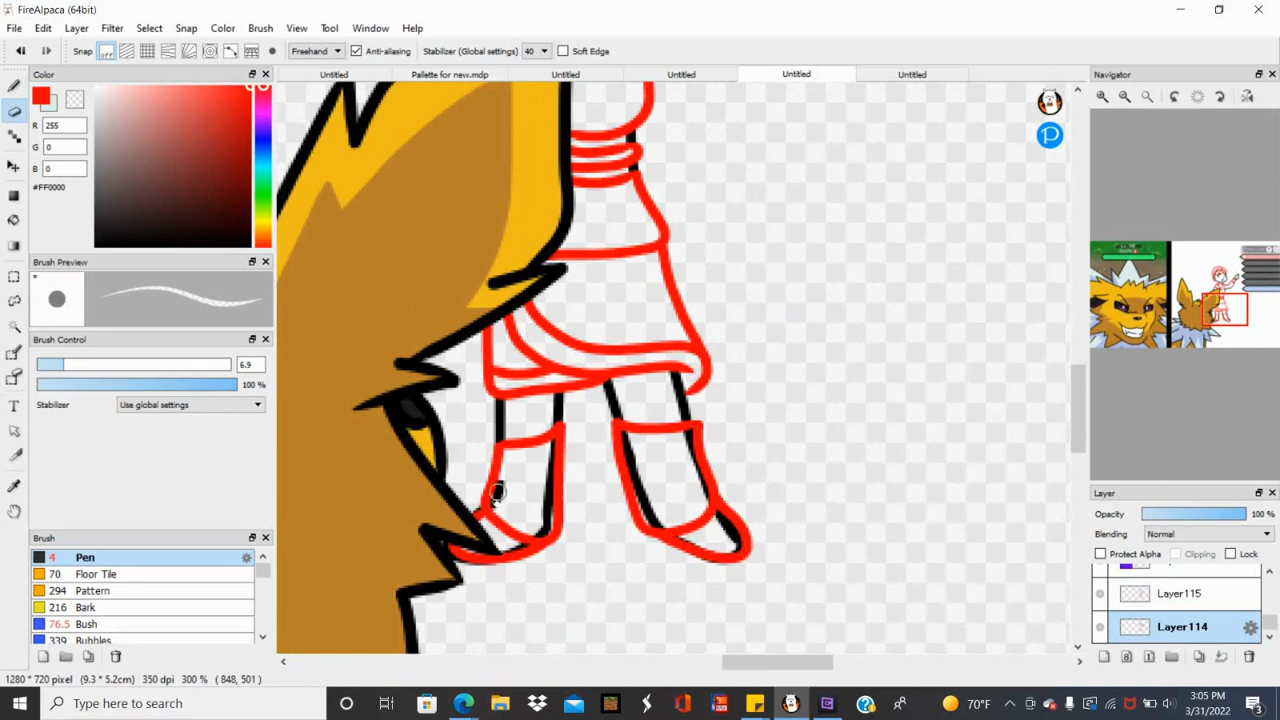 FireAlpaca (64bit)
File Edit Layer Filter Select Snap Color Brush View Tool Window Help
Snap off Freehand Anti-aliasing Stabilizer (Global settings) 40 Soft Edge
Color
Untitled Pallette for new.mdp Untitled Untitled Untitled Untitled
Navigator
R 255
G 0
B 0
#FF0000
Brush Preview
Brush Control
6.9
100 %
Stabilizer Use global settings
Layer
Opacity 100 %
Blending Normal
Protect Alpha Clipping Lock
Layer115
Layer114
Brush
4 Pen
70 Floor Tile
294 Pattern
216 Bark
76.5 Bush
339 Bubbles
1280 * 720 pixel (9.3 * 5.2cm) 350 dpi 300 % ( 848, 501 )
Type here to search
70°F
3:05 PM
3/31/2022